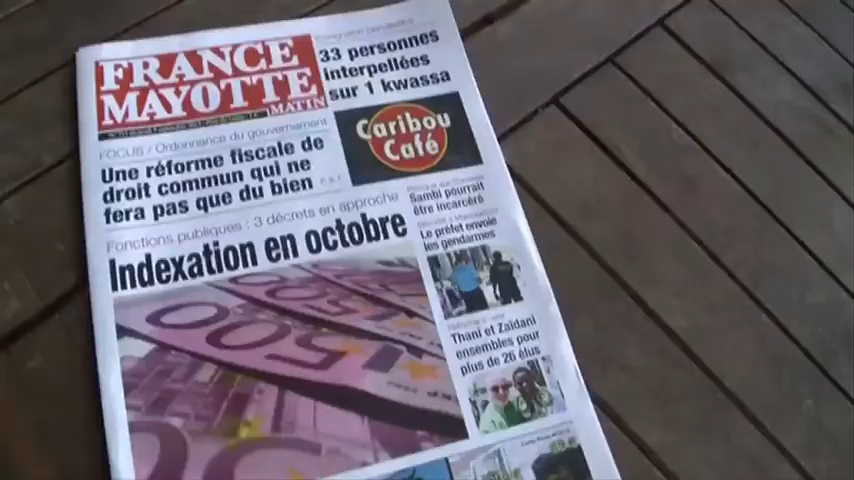 FRANCE
MAYOTTE
MATIN
33 personnes
interpellées
sur 1 kwassa
FOCUS / Ordonnance du gouvernement
Une réforme fiscale de
droit commun qui ne
fera pas que du bien
Caribou
Café
Fonctions publiques : 3 décrets en approche
Indexation en octobre
Sambi pourrait
être incarcéré
Le préfet envoie
les gendarmes
Thani et Zaïdani
ensembles pour
plus de 26 élus
500
500